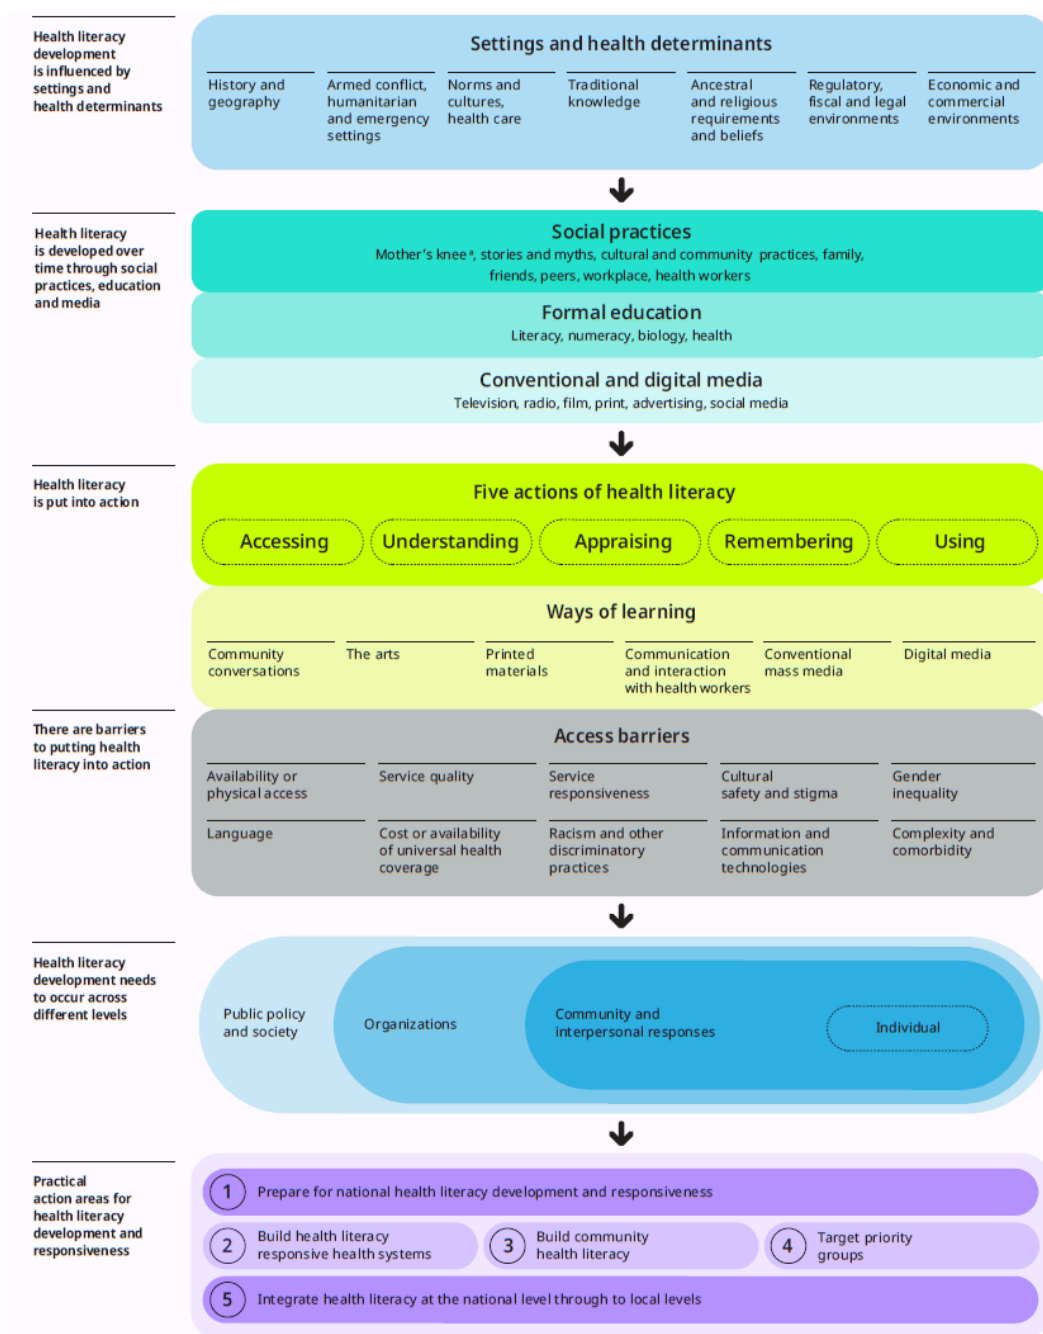 Health literacy
development
is influenced by
settings and
health determinants
Settings and health determinants
History and
geography
Armed conflict,
humanitarian
and emergency
settings
Norms and
cultures,
health care
Traditional
knowledge
Ancestral
and religious
requirements
and beliefs
Regulatory,
fiscal and legal
environments
Economic and
commercial
environments
Health literacy
is developed over
time through social
practices, education
and media
Social practices
Mother's knee ª, stories and myths, cultural and community practices, family,
friends, peers, workplace, health workers
Formal education
Literacy, numeracy, biology, health
Conventional and digital media
Television, radio, film, print, advertising, social media
Health literacy
is put into action
Five actions of health literacy
Accessing
Understanding
Appraising
Remembering
Using
Ways of learning
Community
conversations
The arts
Printed
materials
Communication
and interaction
with health workers
Conventional
mass media
Digital media
There are barriers
to putting health
literacy into action
Access barriers
Availability or
physical access
Service quality
Service
responsiveness
Cultural
safety and stigma
Gender
inequality
Language
Cost or availability
of universal health
coverage
Racism and other
discriminatory
practices
Information and
communication
technologies
Complexity and
comorbidity
Health literacy
development needs
to occur across
different levels
Public policy
and society
Organizations
Community and
interpersonal responses
Individual
Practical
action areas for
health literacy
development and
responsiveness
1 Prepare for national health literacy development and responsiveness
2 Build health literacy
responsive health systems
3 Build community
health literacy
4 Target priority
groups
5 Integrate health literacy at the national level through to local levels